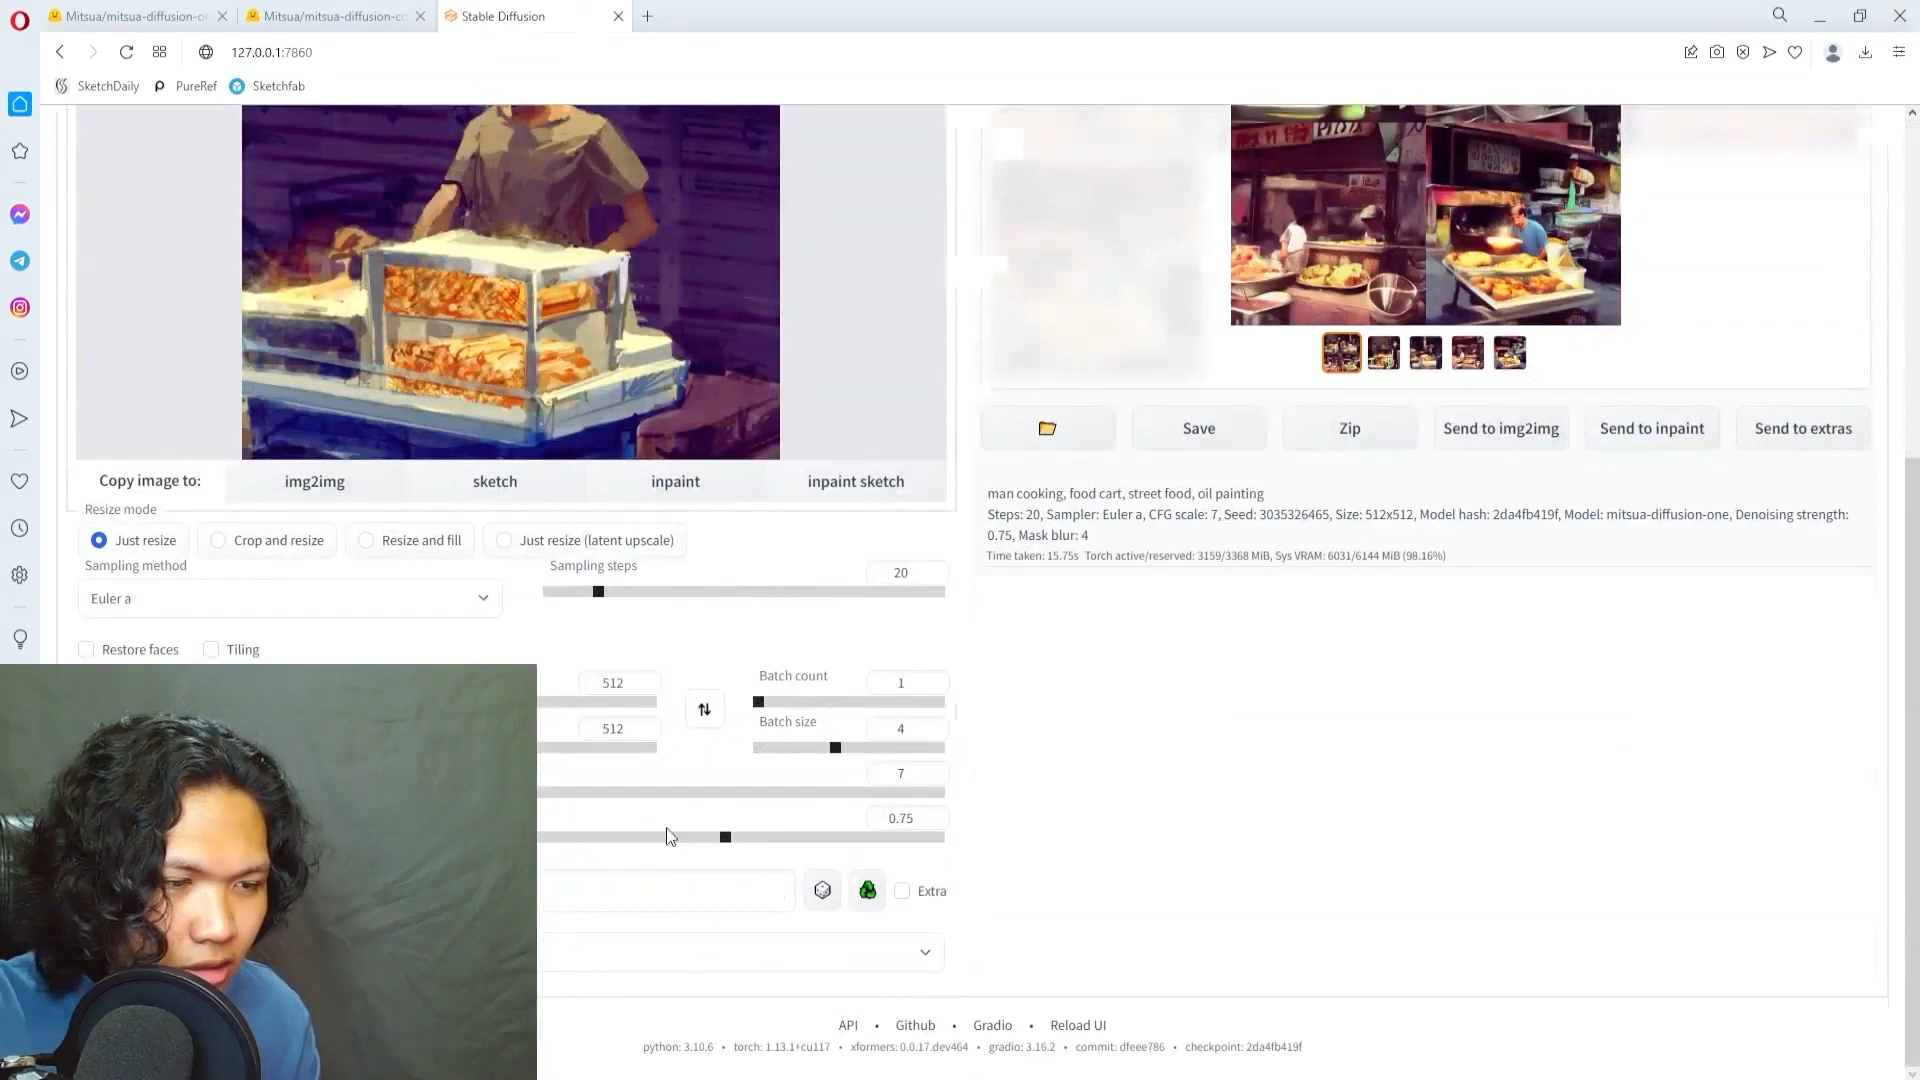 Mitsua/mitsua-diffusion-o
Mitsua/mitsua-diffusion-c
Stable Diffusion
127.0.0.1:7860
SketchDaily
PureRef
Sketchfab
Copy image to:
img2img
sketch
inpaint
inpaint sketch
Resize mode
Just resize
Crop and resize
Resize and fill
Just resize (latent upscale)
Sampling method
Euler a
Sampling steps
20
Restore faces
Tiling
512
512
Batch count
1
Batch size
4
7
0.75
Extra
Save
Zip
Send to img2img
Send to inpaint
Send to extras
man cooking, food cart, street food, oil painting
Steps: 20, Sampler: Euler a, CFG scale: 7, Seed: 3035326465, Size: 512x512, Model hash: 2da4fb419f, Model: mitsua-diffusion-one, Denoising strength:
0.75, Mask blur: 4
Time taken: 15.75s Torch active/reserved: 3159/3368 MiB, Sys VRAM: 6031/6144 MiB (98.16%)
API • Github • Gradio • Reload UI
python: 3.10.6 • torch: 1.13.1+cu117 • xformers: 0.0.17.dev464 • gradio: 3.16.2 • commit: dfeee786 • checkpoint: 2da4fb419f